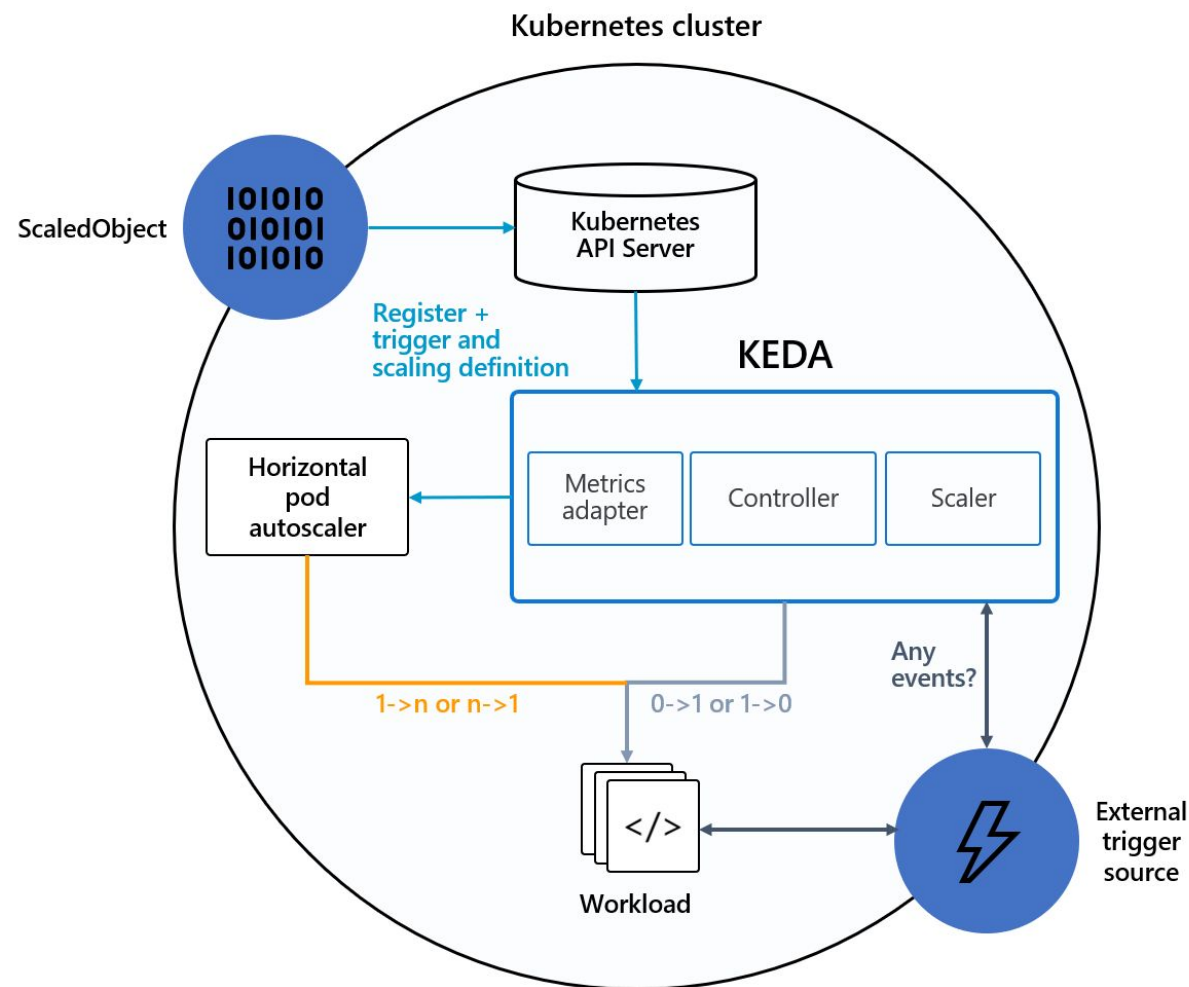 Kubernetes cluster
101010
010101
101010
ScaledObject
Kubernetes
API Server
Register +
trigger and
scaling definition
KEDA
Horizontal
pod
autoscaler
Metrics
adapter
Controller
Scaler
Any
events?
1->n or n->1
0->1 or 1->0
</>
Workload
External
trigger
source